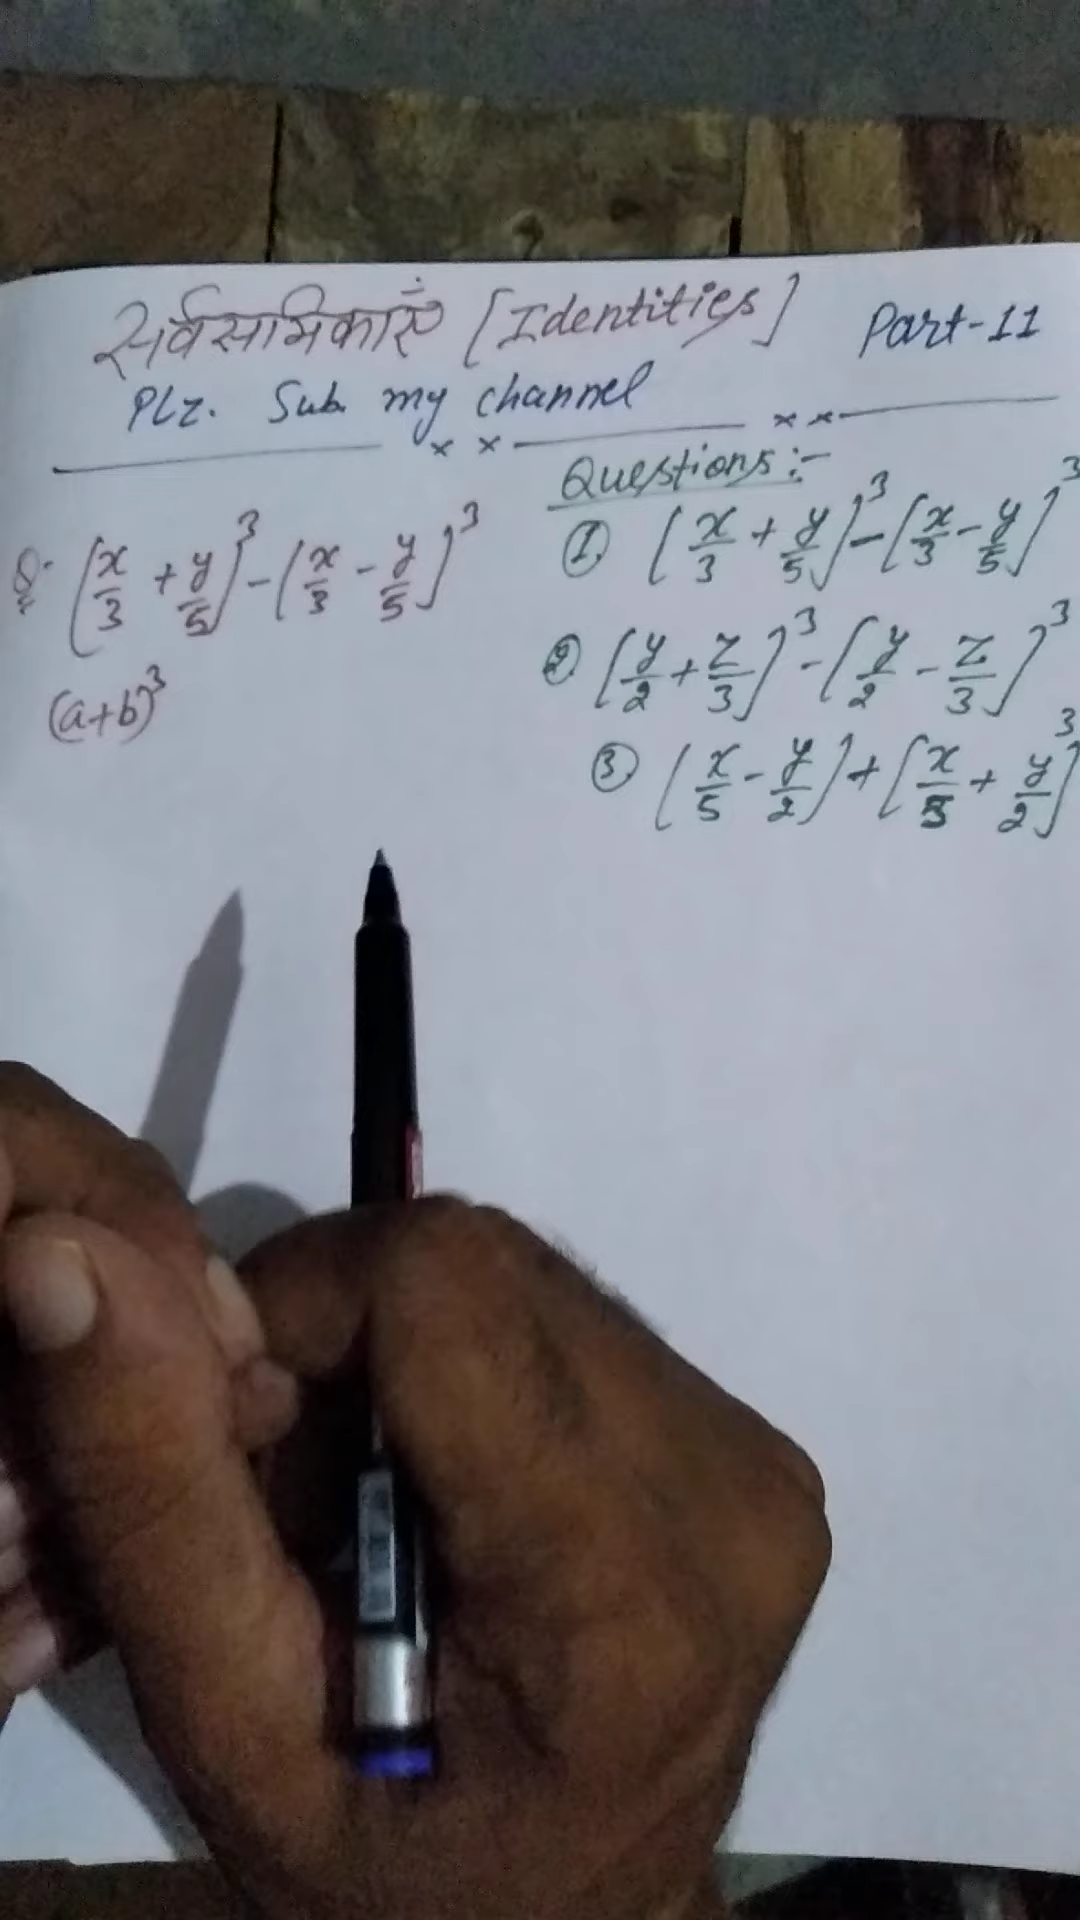 सर्वसमिकाएँ [Identities] Part-11
Plz. Sub. my channel
Q. [x/3 + y/5]³ - [x/3 - y/5]³
(a+b)³
Questions:-
① [x/3 + y/5]³ - [x/3 - y/5]³
② [y/2 + z/3]³ - [y/2 - z/3]³
③ [x/5 - y/2] + [x/5 + y/2]³